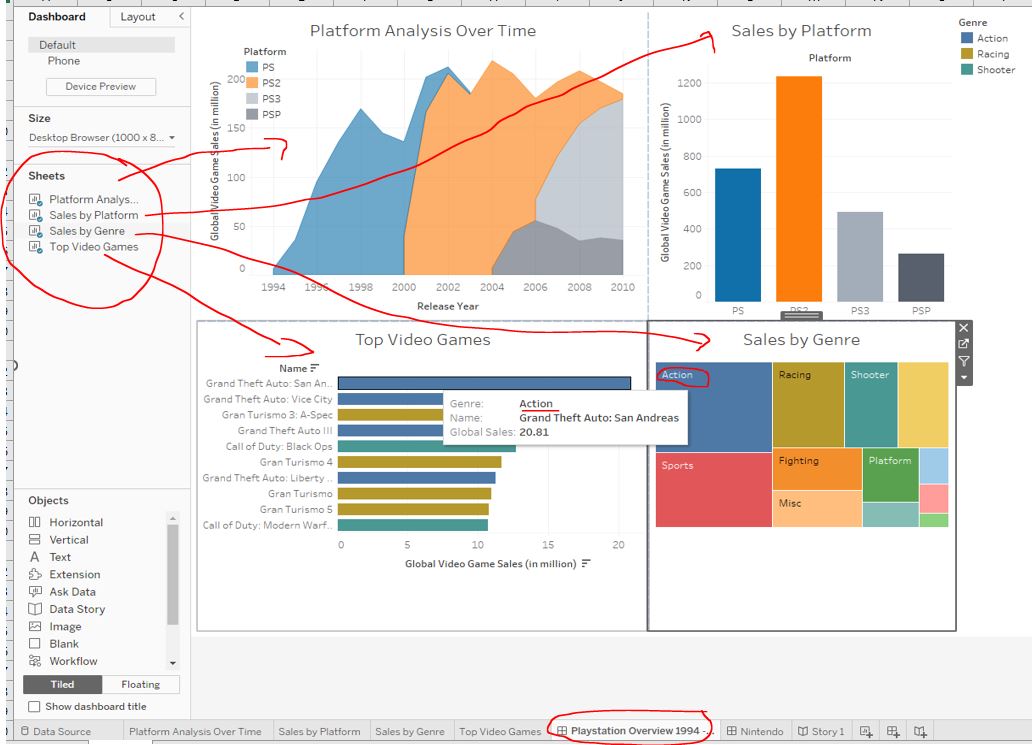 Dashboard
Layout
Default
Phone
Device Preview
Size
Desktop Browser (1000 x 8...
Sheets
Platform Analys...
Sales by Platform
Sales by Genre
Top Video Games
Objects
Horizontal
Vertical
Text
Extension
Ask Data
Data Story
Image
Blank
Workflow
Tiled
Floating
Show dashboard title
Platform Analysis Over Time
Platform
PS
PS2
PS3
PSP
Global Video Game Sales (in million)
200
150
100
50
0
1994 1996 1998 2000 2002 2004 2006 2008 2010
Release Year
Sales by Platform
Platform
Global Video Game Sales (in million)
1200
1000
800
600
400
200
0
PS PS2 PS3 PSP
Genre
Action
Racing
Shooter
Top Video Games
Name
Grand Theft Auto: San An..
Grand Theft Auto: Vice City
Gran Turismo 3: A-Spec
Grand Theft Auto III
Call of Duty: Black Ops
Gran Turismo 4
Grand Theft Auto: Liberty ..
Gran Turismo
Gran Turismo 5
Call of Duty: Modern Warf..
0 5 10 15 20
Global Video Game Sales (in million)
Genre: Action
Name: Grand Theft Auto: San Andreas
Global Sales: 20.81
Sales by Genre
Action
Racing
Shooter
Sports
Fighting
Platform
Misc
Data Source
Platform Analysis Over Time
Sales by Platform
Sales by Genre
Top Video Games
Playstation Overview 1994 -...
Nintendo
Story 1